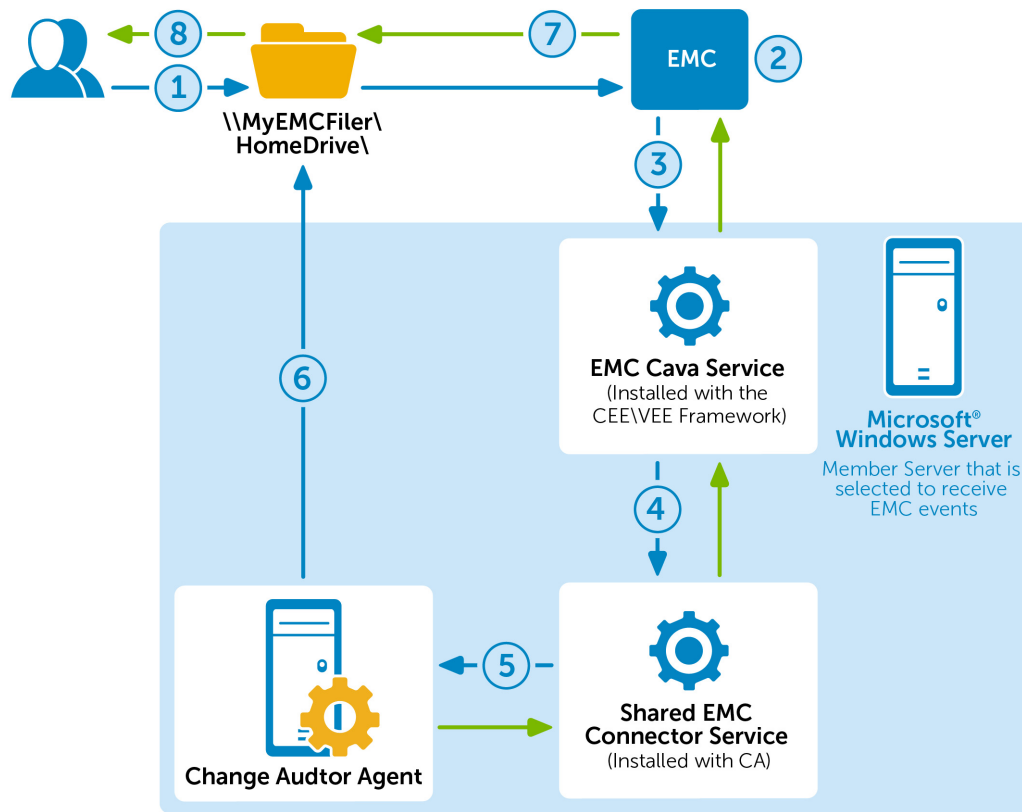 8
7
EMC
2
1
\\MyEMCFiler\
HomeDrive\
3
EMC Cava Service
(Installed with the
CEE\VEE Framework)
Microsoft®
Windows Server
Member Server that is
selected to receive
EMC events
6
4
5
Change Audtor Agent
Shared EMC
Connector Service
(Installed with CA)